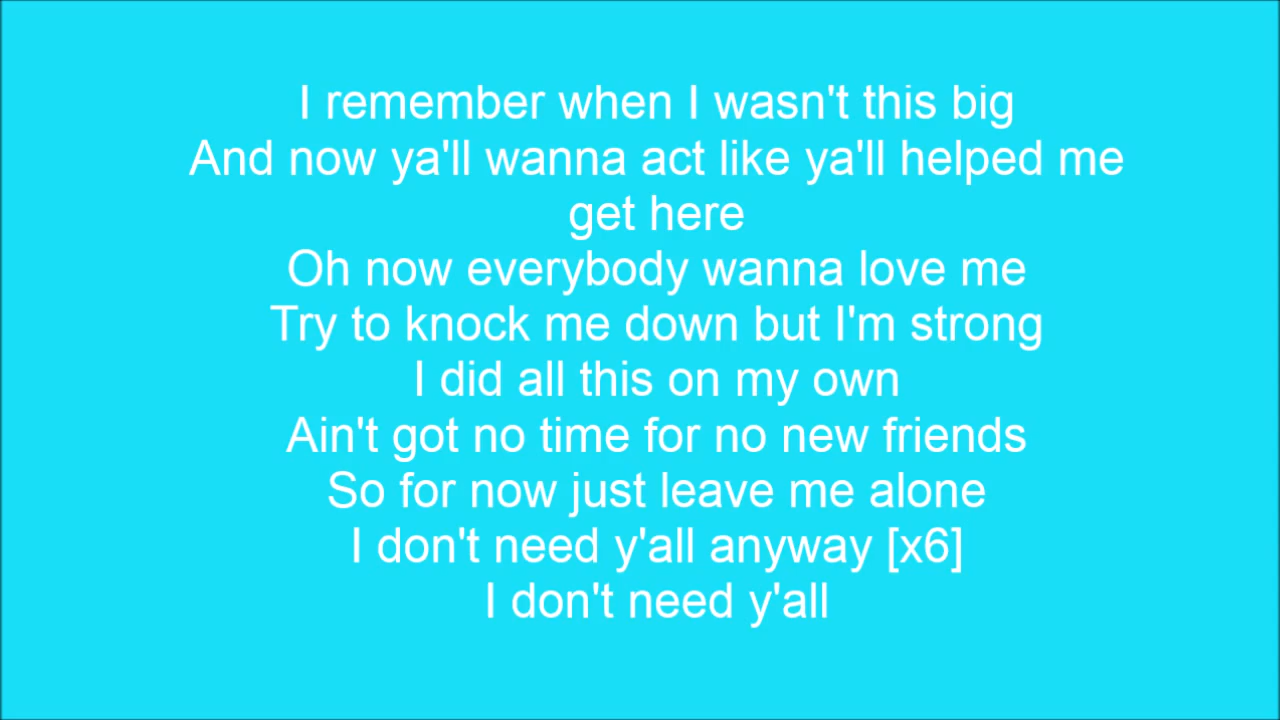 I remember when I wasn't this big
And now ya'll wanna act like ya'll helped me
get here
Oh now everybody wanna love me
Try to knock me down but I'm strong
I did all this on my own
Ain't got no time for no new friends
So for now just leave me alone
I don't need y'all anyway [x6]
I don't need y'all